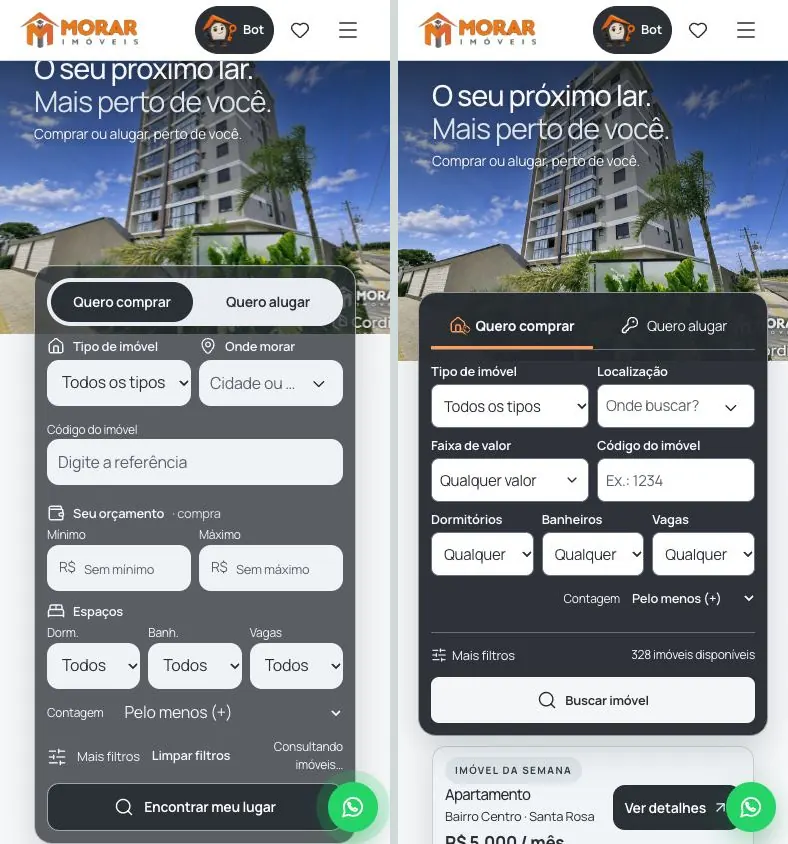 MORAR
IMÓVEIS
Bot
O seu próximo lar.
Mais perto de você.
Comprar ou alugar, perto de você.
Quero comprar
Quero alugar
MORA
Cordi
Tipo de imóvel
Onde morar
Todos os tipos
Cidade ou ...
Código do imóvel
Digite a referência
Seu orçamento · compra
Mínimo
Máximo
R$ Sem mínimo
R$ Sem máximo
Espaços
Dorm.
Banh.
Vagas
Todos
Todos
Todos
Contagem
Pelo menos (+)
Mais filtros
Limpar filtros
Consultando
imóveis...
Encontrar meu lugar
MORAR
IMÓVEIS
Bot
O seu próximo lar.
Mais perto de você.
Comprar ou alugar, perto de você.
Quero comprar
Quero alugar
Tipo de imóvel
Localização
Todos os tipos
Onde buscar?
Faixa de valor
Código do imóvel
Qualquer valor
Ex.: 1234
Dormitórios
Banheiros
Vagas
Qualquer
Qualquer
Qualquer
Contagem
Pelo menos (+)
Mais filtros
328 imóveis disponíveis
Buscar imóvel
IMÓVEL DA SEMANA
Apartamento
Bairro Centro · Santa Rosa
Ver detalhes
R$ 5.000 / mês